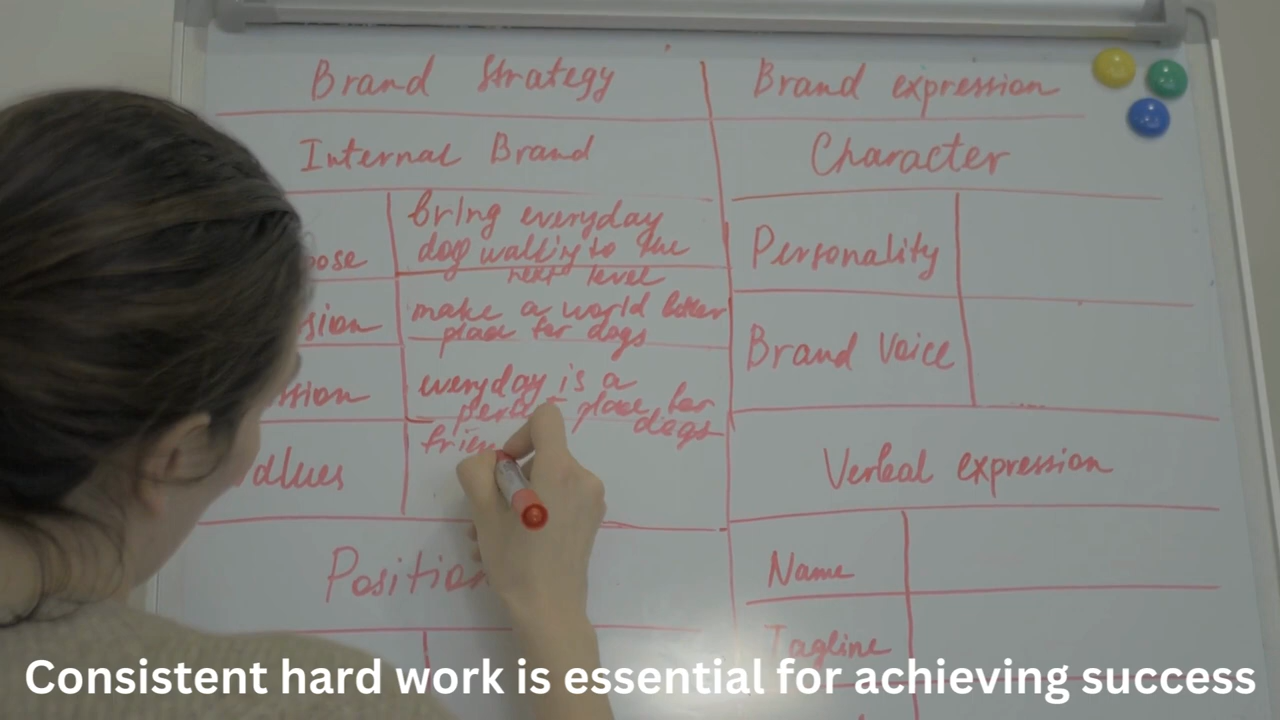 Brand Strategy
Brand expression
Internal Brand
Character
bring everyday
dog walking to the
next level
make a world better
place for dogs
everyday is a
perfect place for
dogs
Values
Personality
Brand Voice
Verbal expression
Position
Name
Tagline
Consistent hard work is essential for achieving success